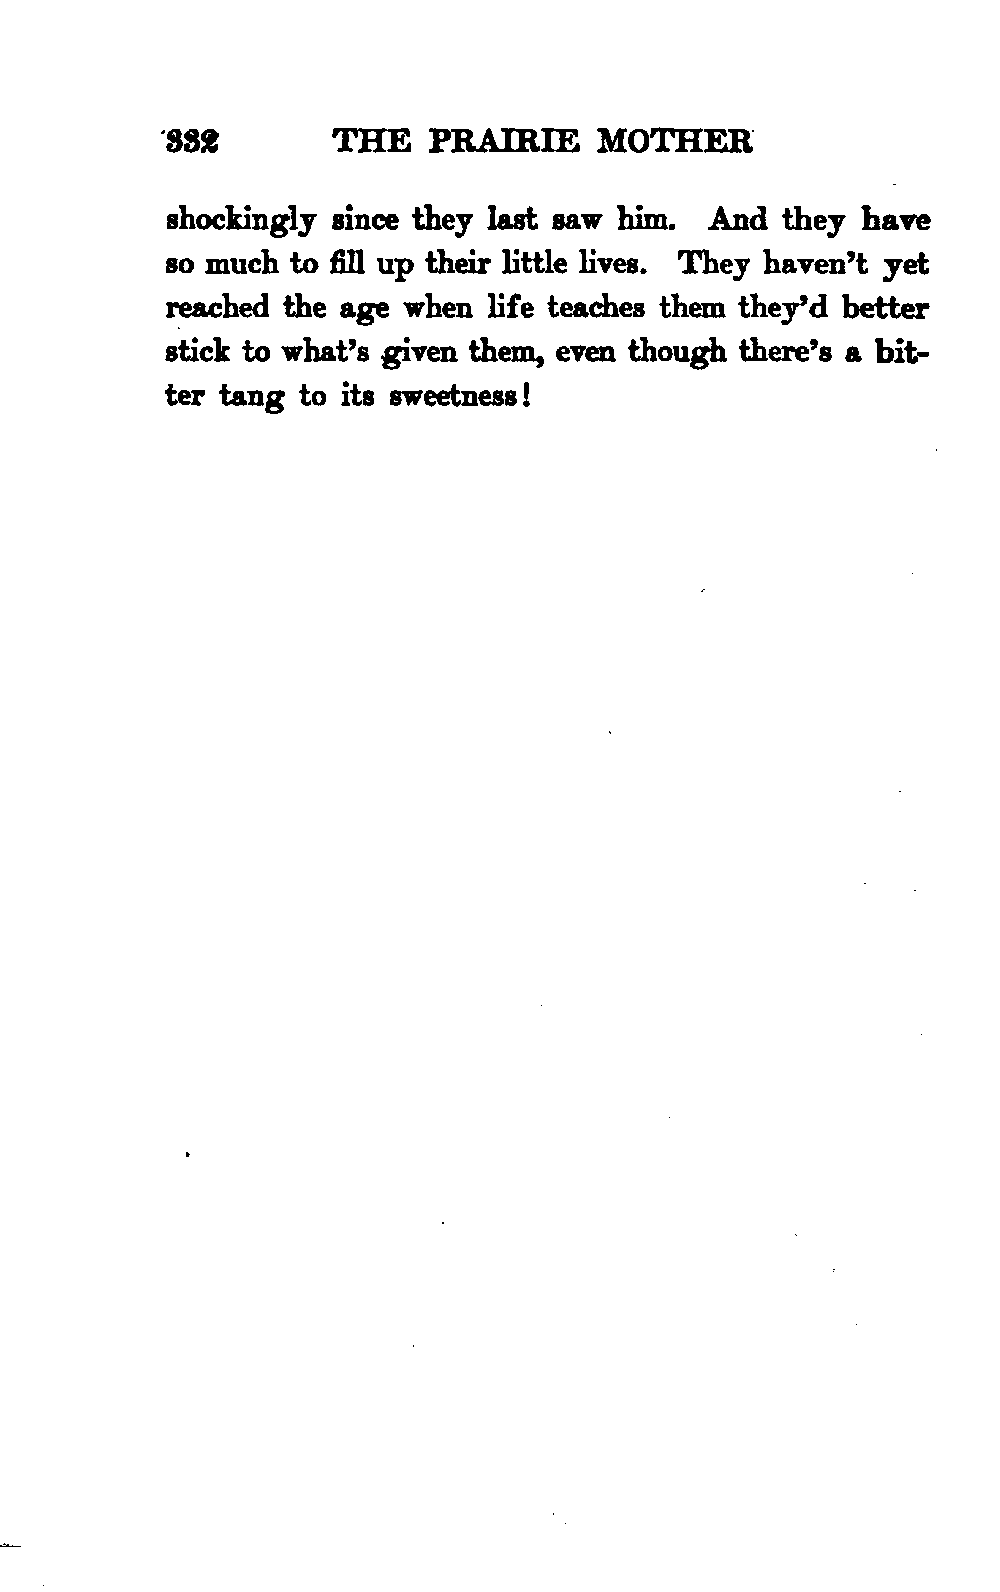 332 THE PRAIRIE MOTHER
shockingly since they last saw him. And they have
so much to fill up their little lives. They haven't yet
reached the age when life teaches them they'd better
stick to what's given them, even though there's a bit-
ter tang to its sweetness!